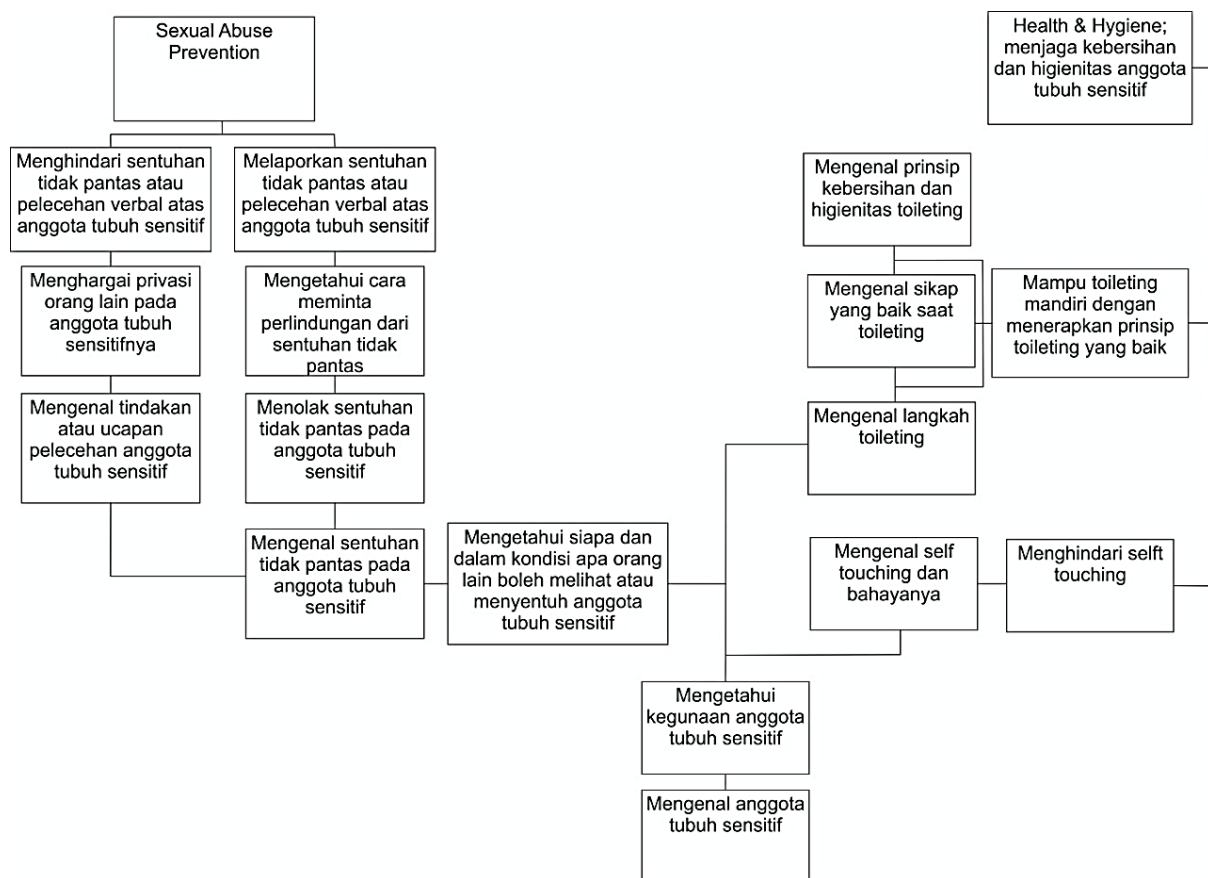 Sexual Abuse
Prevention
Health & Hygiene;
menjaga kebersihan
dan higienitas anggota
tubuh sensitif
Menghindari sentuhan
tidak pantas atau
pelecehan verbal atas
anggota tubuh sensitif
Melaporkan sentuhan
tidak pantas atau
pelecehan verbal atas
anggota tubuh sensitif
Mengenal prinsip
kebersihan dan
higienitas toileting
Menghargai privasi
orang lain pada
anggota tubuh
sensitifnya
Mengetahui cara
meminta
perlindungan dari
sentuhan tidak
pantas
Mengenal sikap
yang baik saat
toileting
Mampu toileting
mandiri dengan
menerapkan prinsip
toileting yang baik
Mengenal tindakan
atau ucapan
pelecehan anggota
tubuh sensitif
Menolak sentuhan
tidak pantas pada
anggota tubuh
sensitif
Mengenal langkah
toileting
Mengenal sentuhan
tidak pantas pada
anggota tubuh
sensitif
Mengetahui siapa dan
dalam kondisi apa orang
lain boleh melihat atau
menyentuh anggota
tubuh sensitif
Mengenal self
touching dan
bahayanya
Menghindari selft
touching
Mengetahui
kegunaan anggota
tubuh sensitif
Mengenal anggota
tubuh sensitif